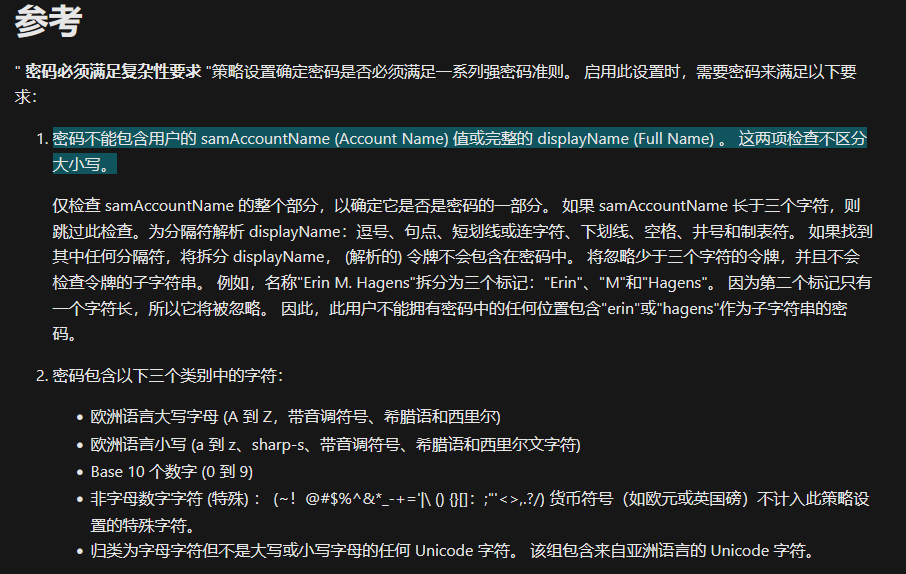 参考
" 密码必须满足复杂性要求 "策略设置确定密码是否必须满足一系列强密码准则。 启用此设置时，需要密码来满足以下要
求：
1. 密码不能包含用户的 samAccountName (Account Name) 值或完整的 displayName (Full Name) 。 这两项检查不区分
大小写。
仅检查 samAccountName 的整个部分，以确定它是否是密码的一部分。 如果 samAccountName 长于三个字符，则
跳过此检查。为分隔符解析 displayName：逗号、句点、短划线或连字符、下划线、空格、井号和制表符。 如果找到
其中任何分隔符，将拆分 displayName， (解析的) 令牌不会包含在密码中。 将忽略少于三个字符的令牌，并且不会
检查令牌的子字符串。 例如，名称"Erin M. Hagens"拆分为三个标记："Erin"、"M"和"Hagens"。 因为第二个标记只有
一个字符长，所以它将被忽略。 因此，此用户不能拥有密码中的任何位置包含"erin"或"hagens"作为子字符串的密
码。
2. 密码包含以下三个类别中的字符：
• 欧洲语言大写字母 (A 到 Z，带音调符号、希腊语和西里尔)
• 欧洲语言小写 (a 到 z、sharp-s、带音调符号、希腊语和西里尔文字符)
• Base 10 个数字 (0 到 9)
• 非字母数字字符 (特殊) ： (~！@#$%^&*_-+='|\ () {}[]：;"'<>,.?/) 货币符号（如欧元或英国磅）不计入此策略设
置的特殊字符。
• 归类为字母字符但不是大写或小写字母的任何 Unicode 字符。 该组包含来自亚洲语言的 Unicode 字符。